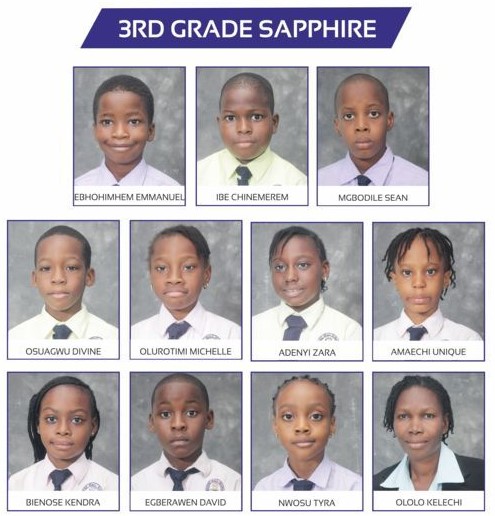 3RD GRADE SAPPHIRE
EBHOHIMHEM EMMANUEL
IBE CHINEMEREM
MGBODILE SEAN
OSUAGWU DIVINE
OLUROTIMI MICHELLE
ADENYI ZARA
AMAECHI UNIQUE
BIENOSE KENDRA
EGBERAWEN DAVID
NWOSU TYRA
OLOLO KELECHI